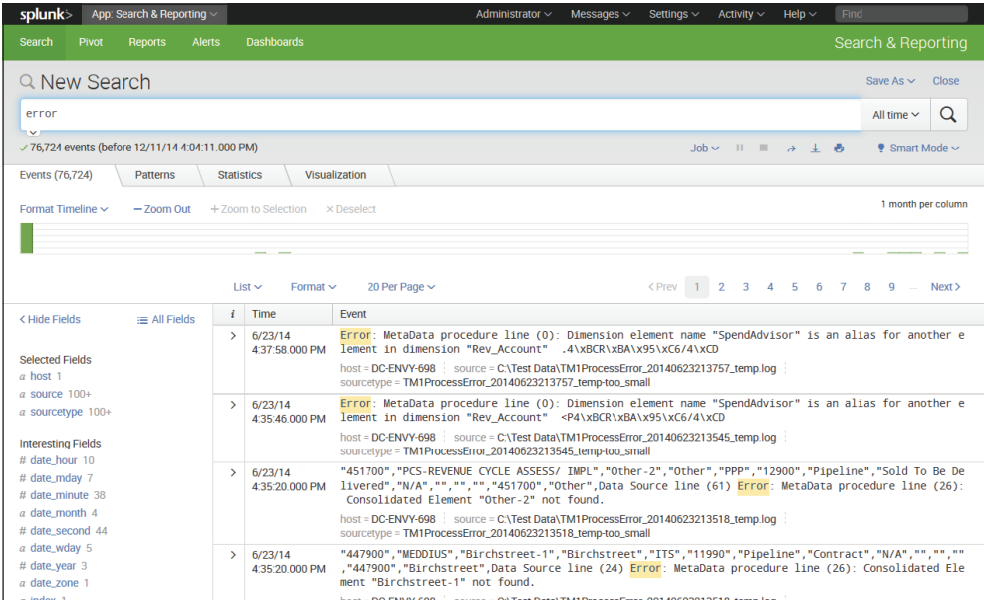 splunk> App: Search & Reporting Administrator Messages Settings Activity Help Find
Search Pivot Reports Alerts Dashboards Search & Reporting
New Search Save As Close
error All time
76,724 events (before 12/11/14 4:04:11.000 PM) Job Smart Mode
Events (76,724) Patterns Statistics Visualization
Format Timeline — Zoom Out + Zoom to Selection × Deselect 1 month per column
List Format 20 Per Page < Prev 1 2 3 4 5 6 7 8 9 ... Next >
< Hide Fields All Fields i Time Event
Selected Fields
a host 1
a source 100+
a sourcetype 100+
Interesting Fields
# date_hour 10
# date_mday 7
# date_minute 38
a date_month 4
# date_second 44
a date_wday 5
# date_year 3
a date_zone 1
a index 1
> 6/23/14 Error: MetaData procedure line (0): Dimension element name "SpendAdvisor" is an alias for another e
4:37:58.000 PM lement in dimension "Rev_Account" .4\xBCR\xBA\x95\xC6/4\xCD
host = DC-ENVY-698 source = C:\Test Data\TM1ProcessError_20140623213757_temp.log
sourcetype = TM1ProcessError_20140623213757_temp-too_small
> 6/23/14 Error: MetaData procedure line (0): Dimension element name "SpendAdvisor" is an alias for another e
4:35:46.000 PM lement in dimension "Rev_Account" <P4\xBCR\xBA\x95\xC6/4\xCD
host = DC-ENVY-698 source = C:\Test Data\TM1ProcessError_20140623213545_temp.log
sourcetype = TM1ProcessError_20140623213545_temp-too_small
> 6/23/14 "451700","PCS-REVENUE CYCLE ASSESS/ IMPL","Other-2","Other","PPP","12900","Pipeline","Sold To Be De
4:35:20.000 PM livered","N/A","","","","451700","Other",Data Source line (61) Error: MetaData procedure line (26):
Consolidated Element "Other-2" not found.
host = DC-ENVY-698 source = C:\Test Data\TM1ProcessError_20140623213518_temp.log
sourcetype = TM1ProcessError_20140623213518_temp-too_small
> 6/23/14 "447900","MEDDIUS","Birchstreet-1","Birchstreet","ITS","11990","Pipeline","Contract","N/A","","",""
4:35:20.000 PM ,"447900","Birchstreet",Data Source line (24) Error: MetaData procedure line (26): Consolidated Ele
ment "Birchstreet-1" not found.
host = DC-ENVY-698 source = C:\Test Data\TM1ProcessError_20140623213518_temp.log